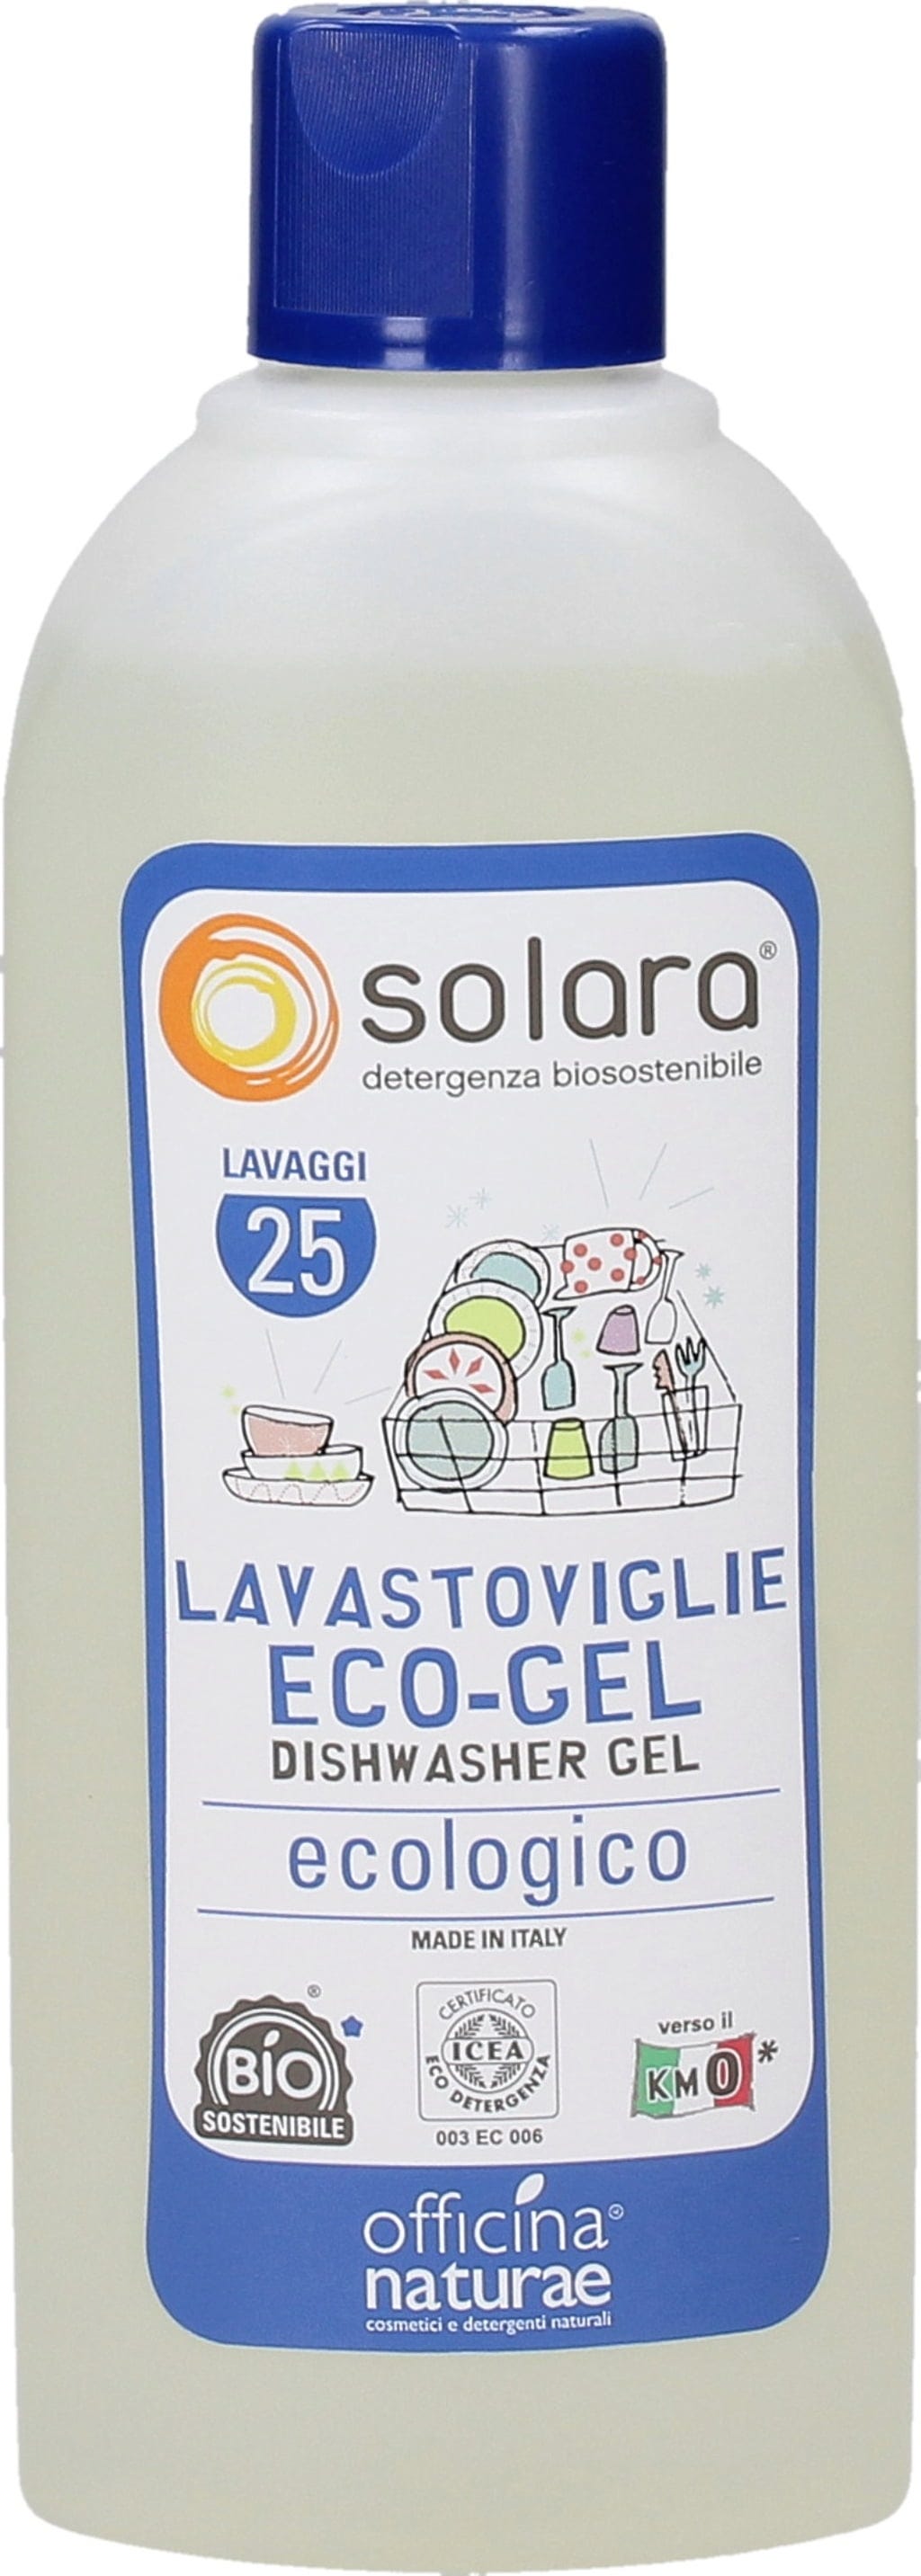 solara®
detergenza biosostenibile
LAVAGGI
25
LAVASTOVIGLIE
ECO-GEL
DISHWASHER GEL
ecologico
MADE IN ITALY
BIO ®
SOSTENIBILE
CERTIFICATO
ICEA
ECO DETERGENZA
003 EC 006
verso il
KM0*
officina
naturae
cosmetici e detergenti naturali